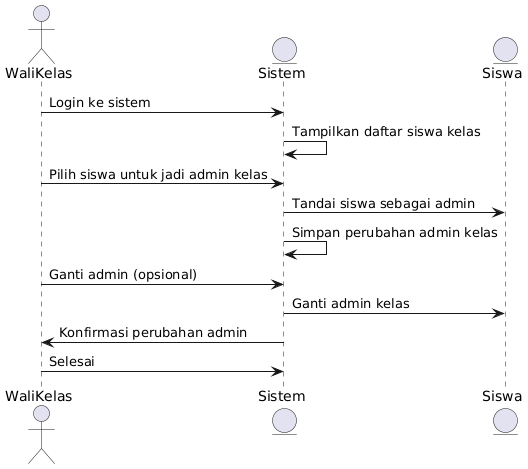 WaliKelas
Sistem
Siswa
Login ke sistem
Tampilkan daftar siswa kelas
Pilih siswa untuk jadi admin kelas
Tandai siswa sebagai admin
Simpan perubahan admin kelas
Ganti admin (opsional)
Ganti admin kelas
Konfirmasi perubahan admin
Selesai
WaliKelas
Sistem
Siswa